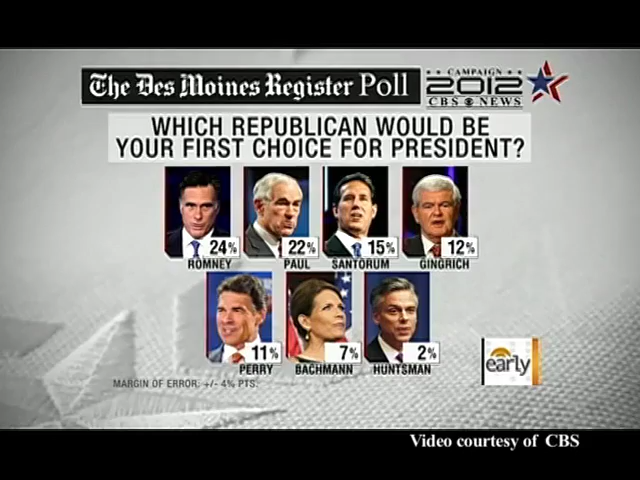 The Des Moines Register Poll
CAMPAIGN
2012
CBS NEWS
WHICH REPUBLICAN WOULD BE
YOUR FIRST CHOICE FOR PRESIDENT?
24% 22% 15% 12%
ROMNEY PAUL SANTORUM GINGRICH
11% 7% 2%
PERRY BACHMANN HUNTSMAN
early
MARGIN OF ERROR: +/- 4% PTS.
Video courtesy of CBS